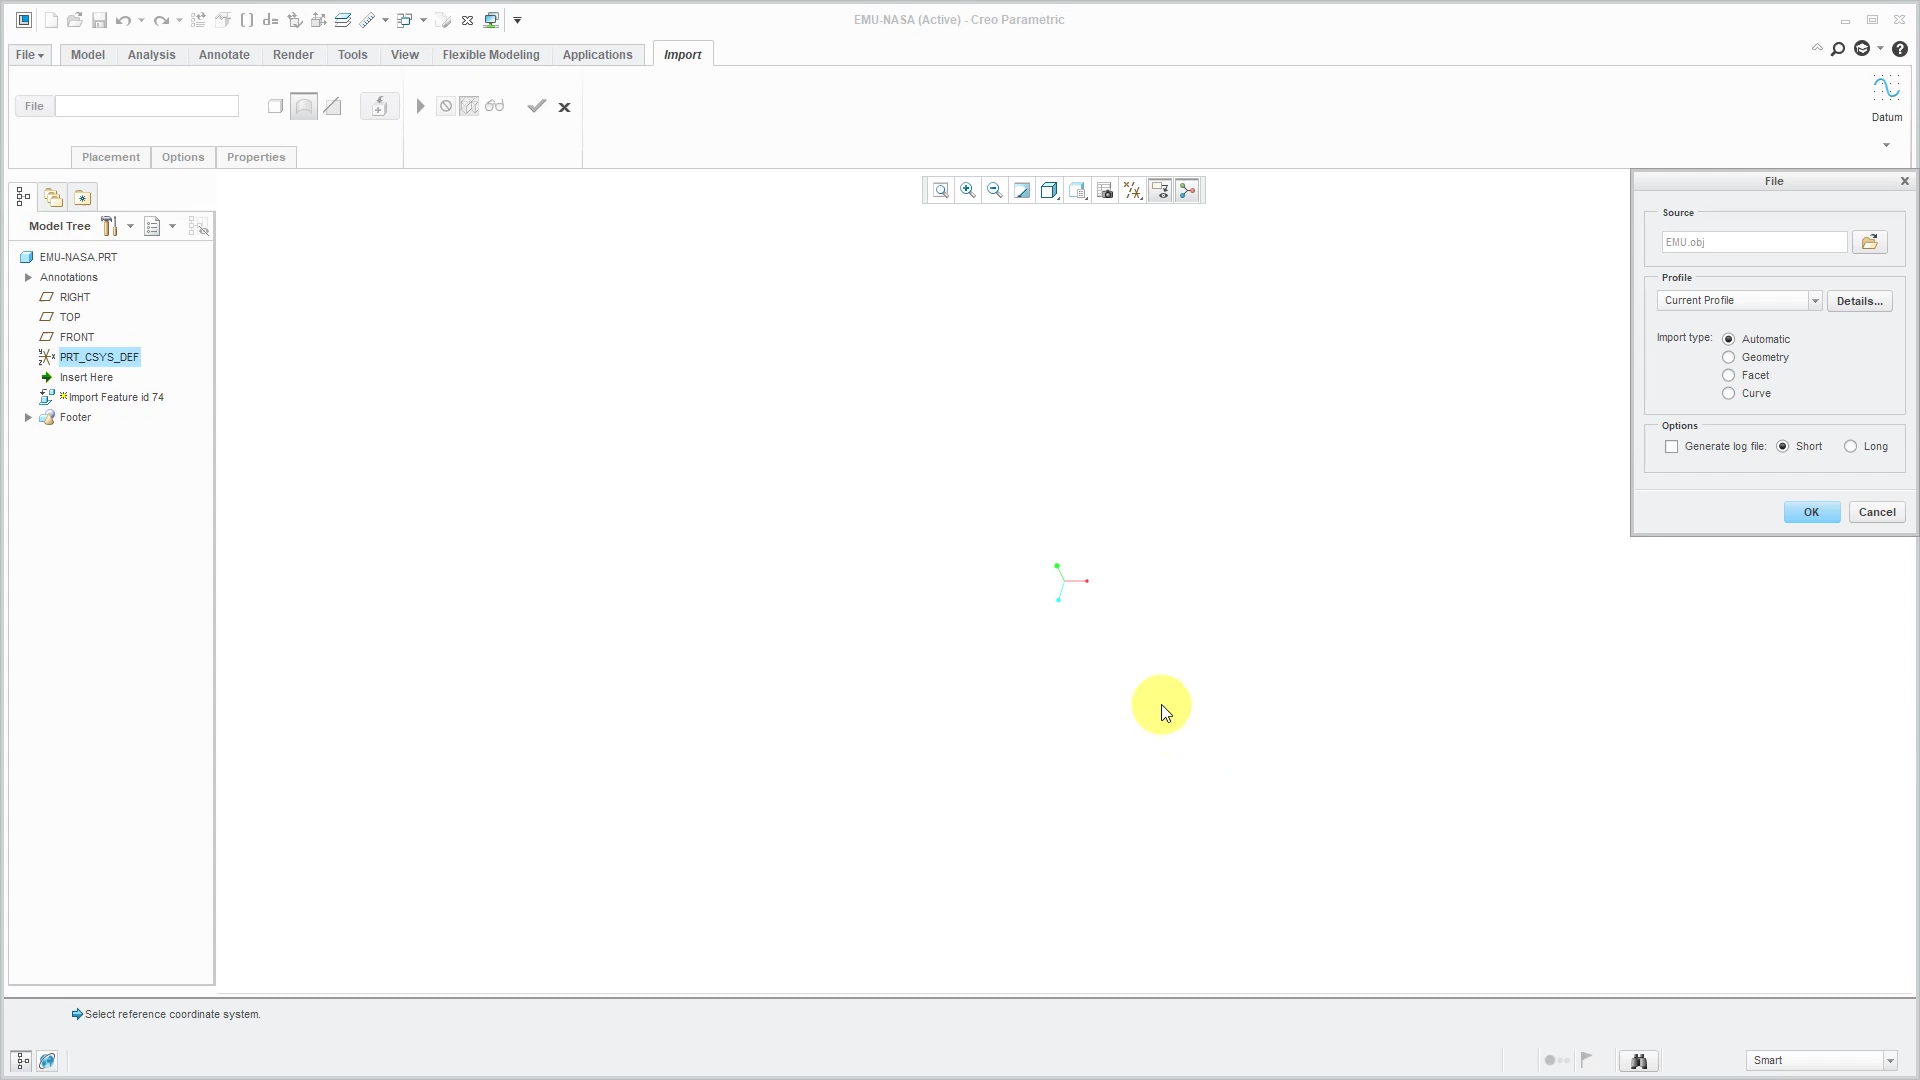 EMU-NASA (Active) - Creo Parametric
File Model Analysis Annotate Render Tools View Flexible Modeling Applications Import
File
Datum
Placement Options Properties
Model Tree
EMU-NASA.PRT
Annotations
RIGHT
TOP
FRONT
PRT_CSYS_DEF
Insert Here
Import Feature id 74
Footer
File
Source
EMU.obj
Profile
Current Profile Details...
Import type: Automatic
Geometry
Facet
Curve
Options
Generate log file: Short Long
OK Cancel
Select reference coordinate system.
Smart